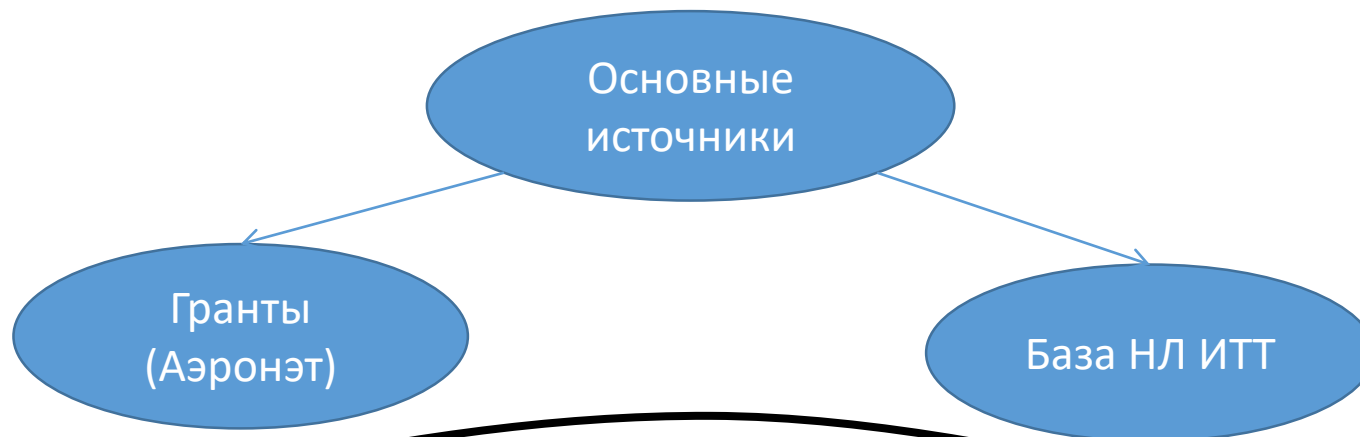 Основные
источники
Гранты
(Аэронэт)
База НЛ ИТТ